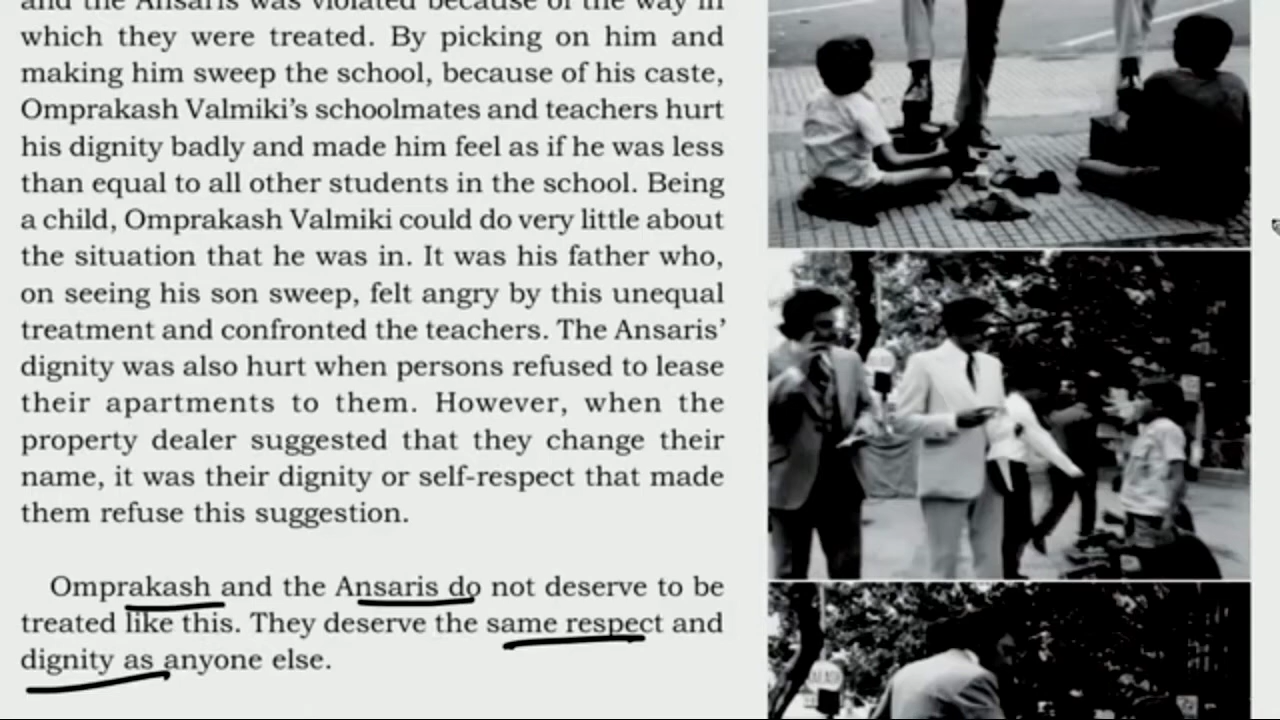 and the Ansaris was violated because of the way in
which they were treated. By picking on him and
making him sweep the school, because of his caste,
Omprakash Valmiki’s schoolmates and teachers hurt
his dignity badly and made him feel as if he was less
than equal to all other students in the school. Being
a child, Omprakash Valmiki could do very little about
the situation that he was in. It was his father who,
on seeing his son sweep, felt angry by this unequal
treatment and confronted the teachers. The Ansaris’
dignity was also hurt when persons refused to lease
their apartments to them. However, when the
property dealer suggested that they change their
name, it was their dignity or self-respect that made
them refuse this suggestion.
Omprakash and the Ansaris do not deserve to be
treated like this. They deserve the same respect and
dignity as anyone else.